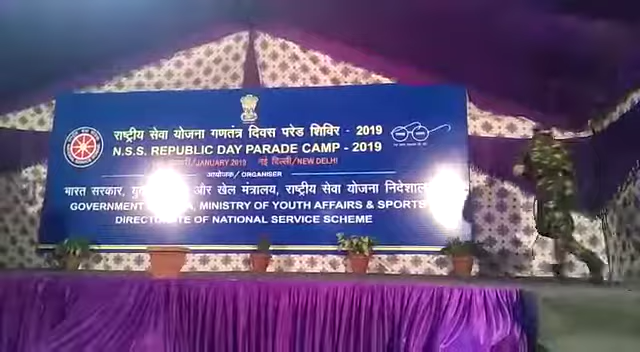 राष्ट्रीय सेवा योजना गणतंत्र दिवस परेड शिविर - 2019
N.S.S. REPUBLIC DAY PARADE CAMP - 2019
/JANUARY 2019 नई दिल्ली/NEW DELHI
आयोजक/ORGANISER
भारत सरकार, और खेल मंत्रालय, राष्ट्रीय सेवा योजना
GOVERNMENT MINISTRY OF YOUTH AFFAIRS & SPORTS
DIRECTORATE OF NATIONAL SERVICE SCHEME